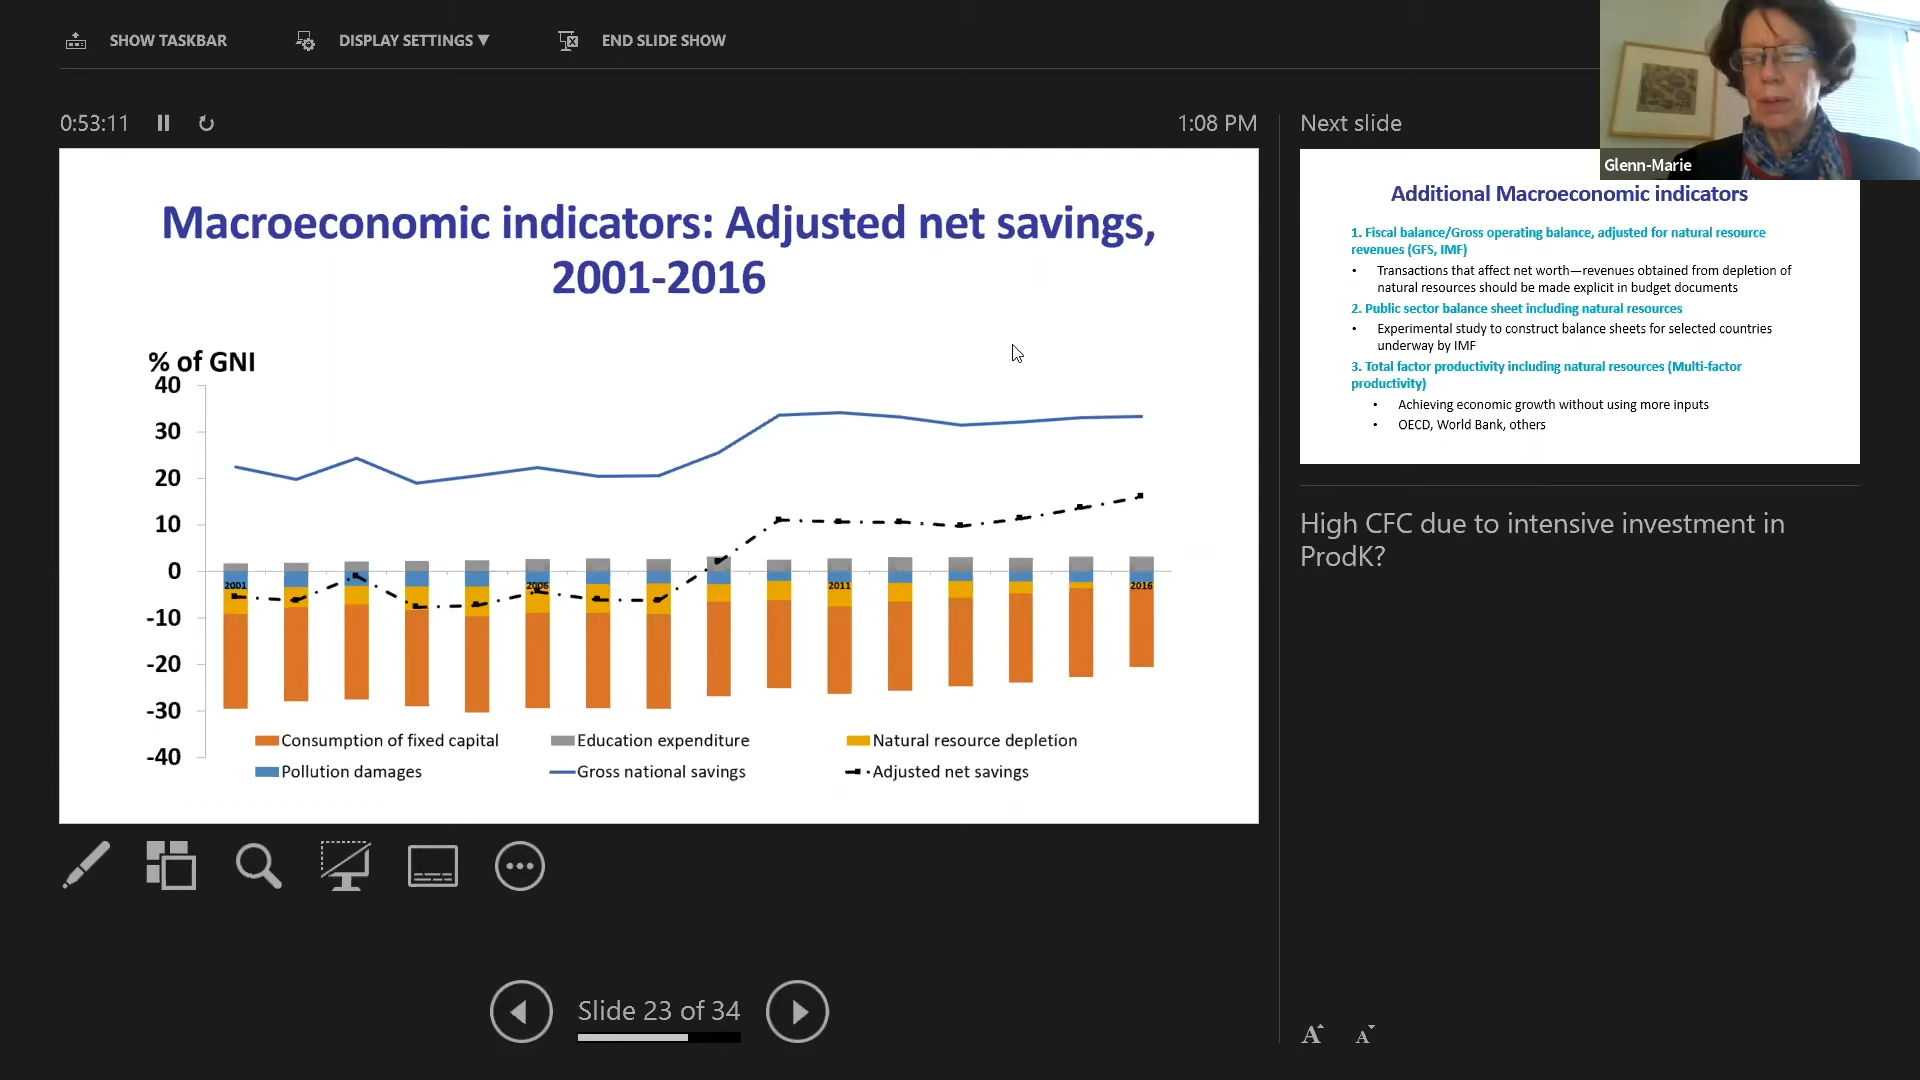 SHOW TASKBAR
DISPLAY SETTINGS ▼
END SLIDE SHOW
0:53:11
1:08 PM
Next slide
Glenn-Marie
Macroeconomic indicators: Adjusted net savings,
2001-2016
% of GNI
40
30
20
10
0
-10
-20
-30
-40
2001
2006
2011
2016
Consumption of fixed capital
Education expenditure
Natural resource depletion
Pollution damages
Gross national savings
Adjusted net savings
Additional Macroeconomic indicators
1. Fiscal balance/Gross operating balance, adjusted for natural resource
revenues (GFS, IMF)
• Transactions that affect net worth—revenues obtained from depletion of
natural resources should be made explicit in budget documents
2. Public sector balance sheet including natural resources
• Experimental study to construct balance sheets for selected countries
underway by IMF
3. Total factor productivity including natural resources (Multi-factor
productivity)
• Achieving economic growth without using more inputs
• OECD, World Bank, others
High CFC due to intensive investment in
ProdK?
Slide 23 of 34
A A